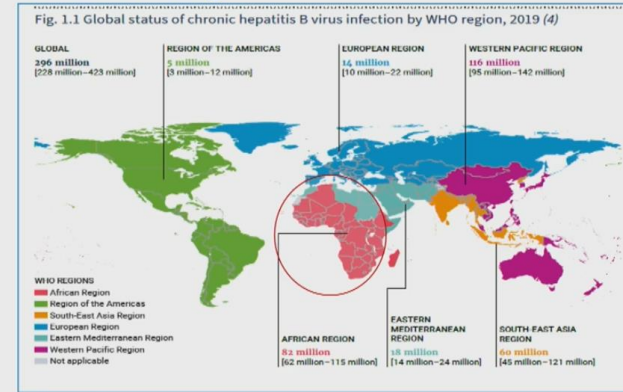 Fig. 1.1 Global status of chronic hepatitis B virus infection by WHO region, 2019 (4)
GLOBAL
296 million
[228 million–423 million]
REGION OF THE AMERICAS
5 million
[3 million–12 million]
EUROPEAN REGION
14 million
[10 million–22 million]
WESTERN PACIFIC REGION
116 million
[95 million–142 million]
WHO REGIONS
African Region
Region of the Americas
South-East Asia Region
European Region
Eastern Mediterranean Region
Western Pacific Region
Not applicable
AFRICAN REGION
82 million
[62 million–115 million]
EASTERN
MEDITERRANEAN
REGION
18 million
[14 million–24 million]
SOUTH-EAST ASIA
REGION
60 million
[45 million–121 million]